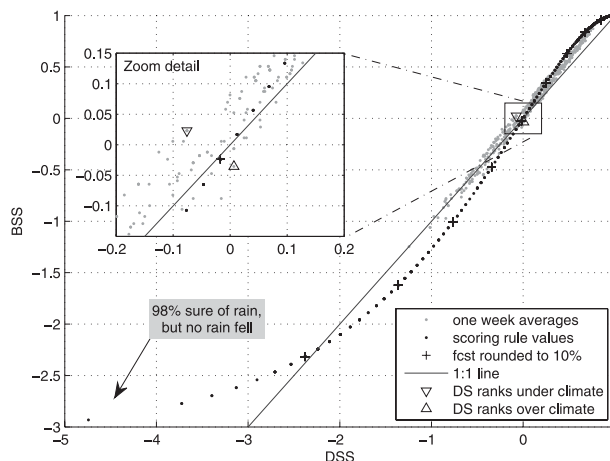 1
0.5
0
−0.5
−1
−1.5
−2
−2.5
−3
BSS
−5
−4
−3
−2
−1
0
DSS
Zoom detail
0.15
0.1
0.05
0
−0.05
−0.1
−0.2
−0.1
0
0.1
0.2
98% sure of rain,
but no rain fell
one week averages
scoring rule values
fcst rounded to 10%
1:1 line
DS ranks under climate
DS ranks over climate